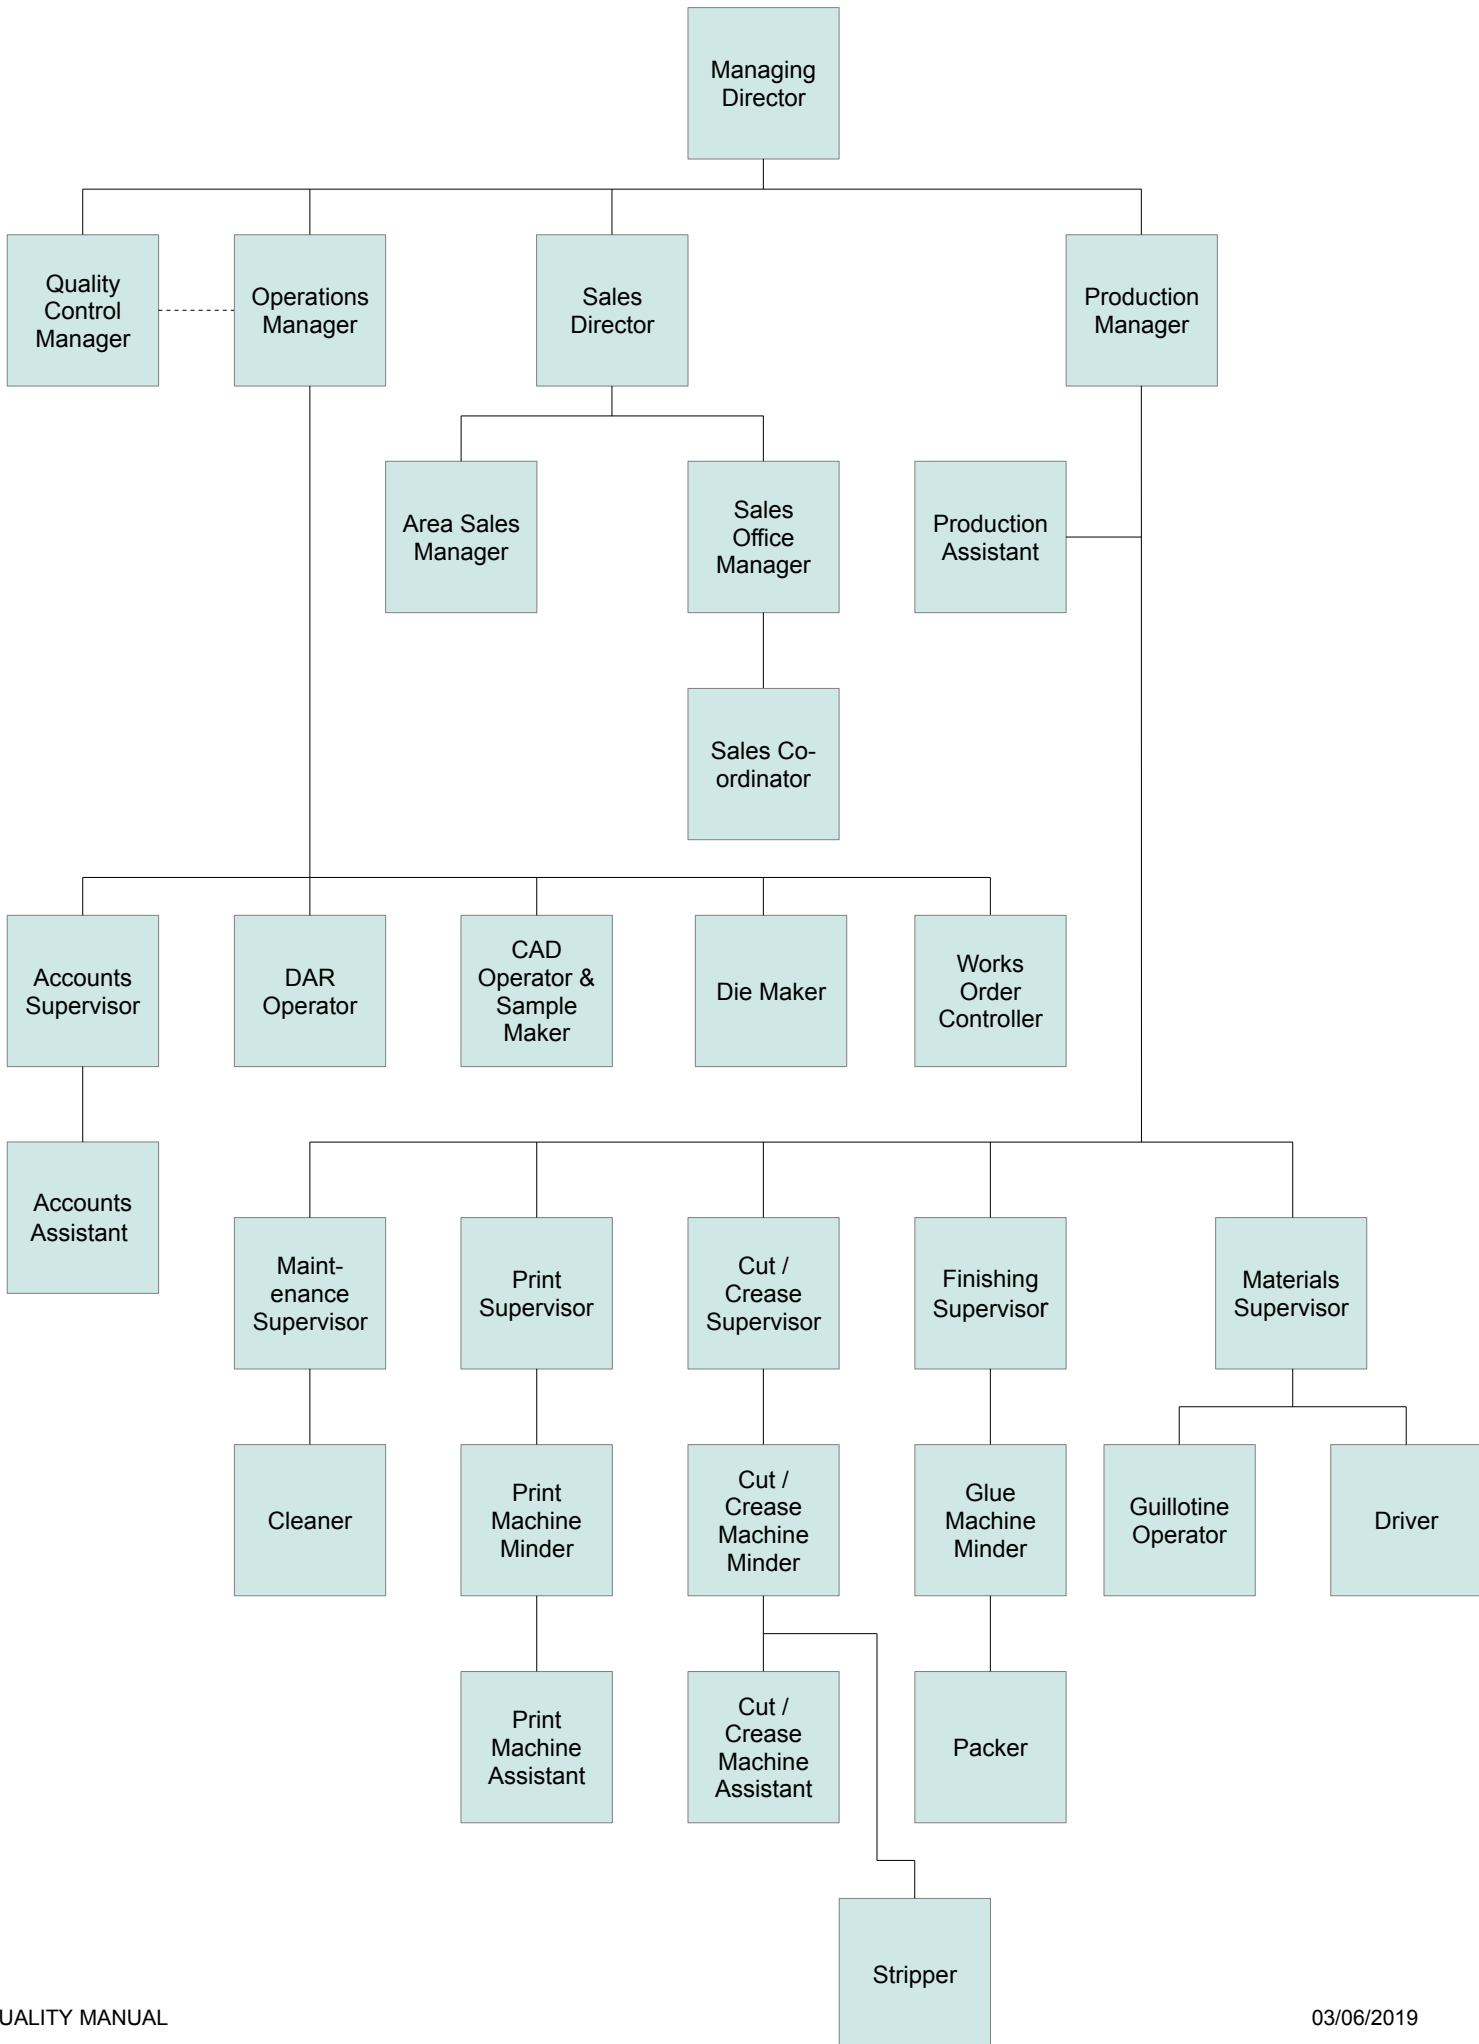 Managing
Director
Quality
Control
Manager
Operations
Manager
Sales
Director
Production
Manager
Area Sales
Manager
Sales
Office
Manager
Production
Assistant
Sales Co-
ordinator
Accounts
Supervisor
DAR
Operator
CAD
Operator &
Sample
Maker
Die Maker
Works
Order
Controller
Accounts
Assistant
Maint-
enance
Supervisor
Print
Supervisor
Cut /
Crease
Supervisor
Finishing
Supervisor
Materials
Supervisor
Cleaner
Print
Machine
Minder
Cut /
Crease
Machine
Minder
Glue
Machine
Minder
Guillotine
Operator
Driver
Print
Machine
Assistant
Cut /
Crease
Machine
Assistant
Packer
Stripper
UALITY MANUAL
03/06/2019